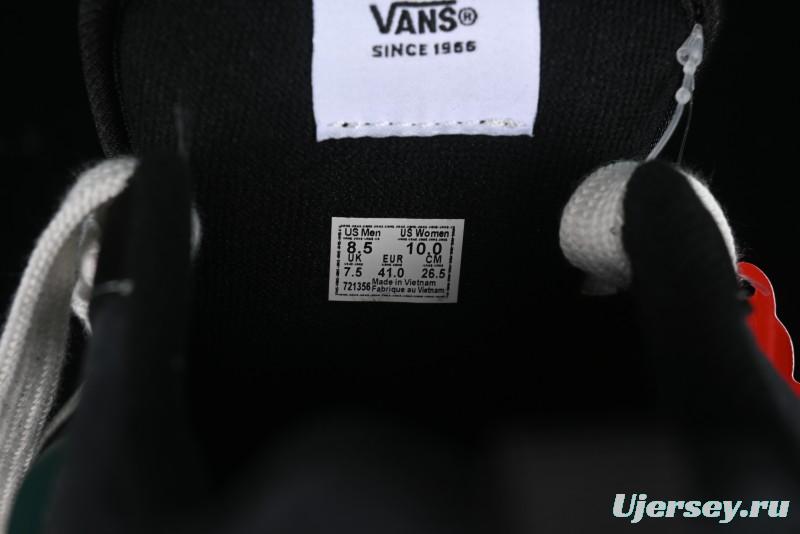 VANS®
SINCE 1966
US Men US Women
8.5 10.0
UK EUR CM
7.5 41.0 26.5
721356 Made in Vietnam
Fabrique au Vietnam
Ujersey.ru